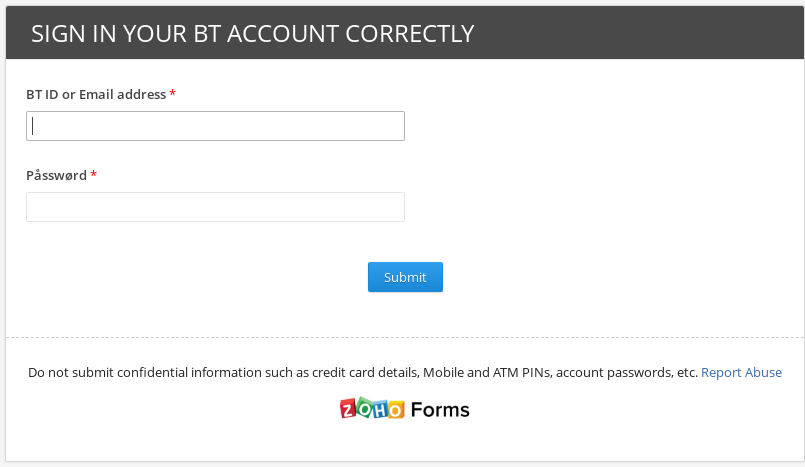 SIGN IN YOUR BT ACCOUNT CORRECTLY
BT ID or Email address *
Påsswørd *
Submit
Do not submit confidential information such as credit card details, Mobile and ATM PINs, account passwords, etc. Report Abuse
ZOHO Forms